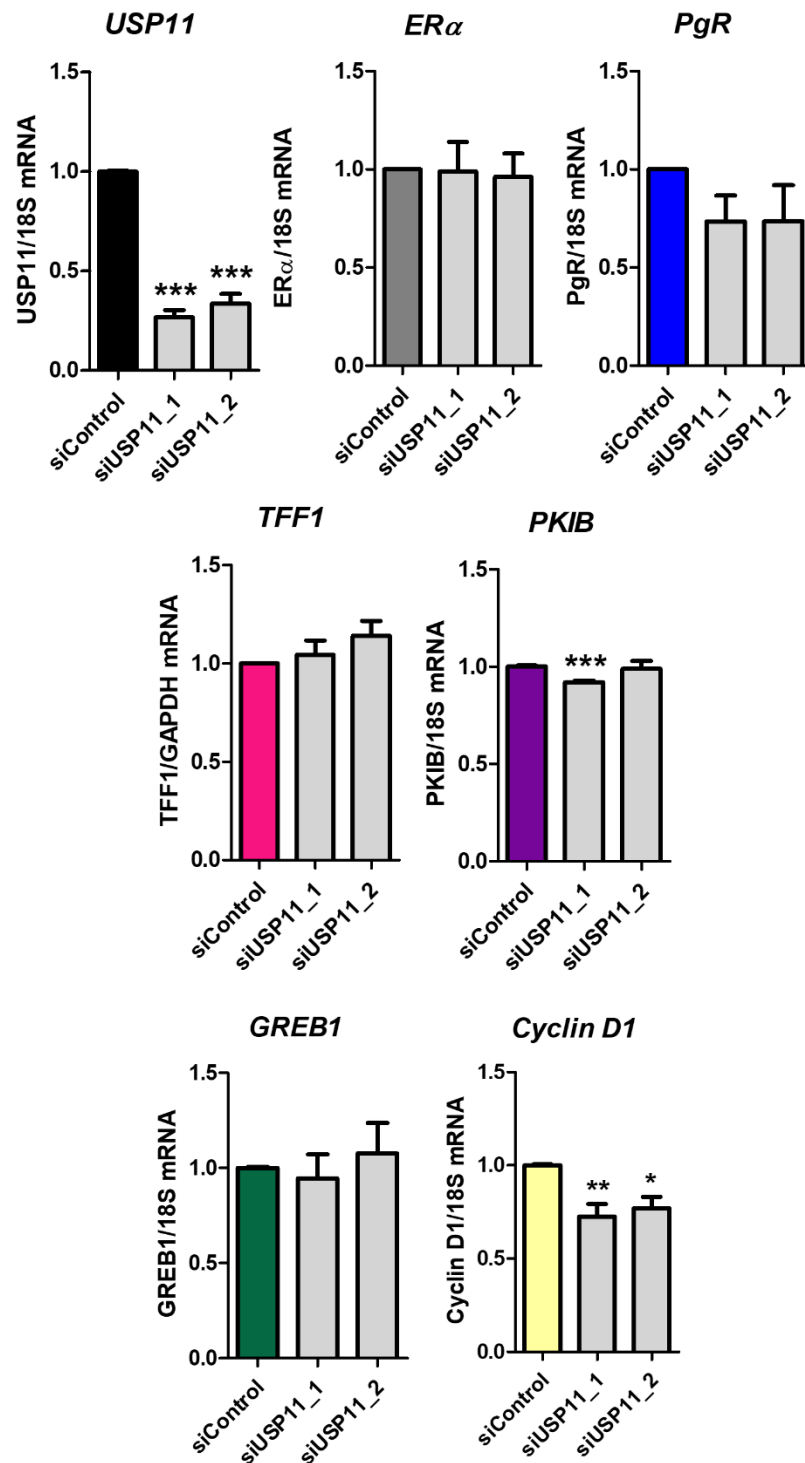 USP11
ERα
PgR
USP11/18S mRNA
1.5
1.0
0.5
0.0
***
***
siControl
siUSP11_1
siUSP11_2
ERα/18S mRNA
1.5
1.0
0.5
0.0
siControl
siUSP11_1
siUSP11_2
PgR/18S mRNA
1.5
1.0
0.5
0.0
siControl
siUSP11_1
siUSP11_2
TFF1
PKIB
TFF1/GAPDH mRNA
1.5
1.0
0.5
0.0
siControl
siUSP11_1
siUSP11_2
PKIB/18S mRNA
1.5
1.0
0.5
0.0
***
siControl
siUSP11_1
siUSP11_2
GREB1
Cyclin D1
GREB1/18S mRNA
1.5
1.0
0.5
0.0
siControl
siUSP11_1
siUSP11_2
Cyclin D1/18S mRNA
1.5
1.0
0.5
0.0
**
*
siControl
siUSP11_1
siUSP11_2